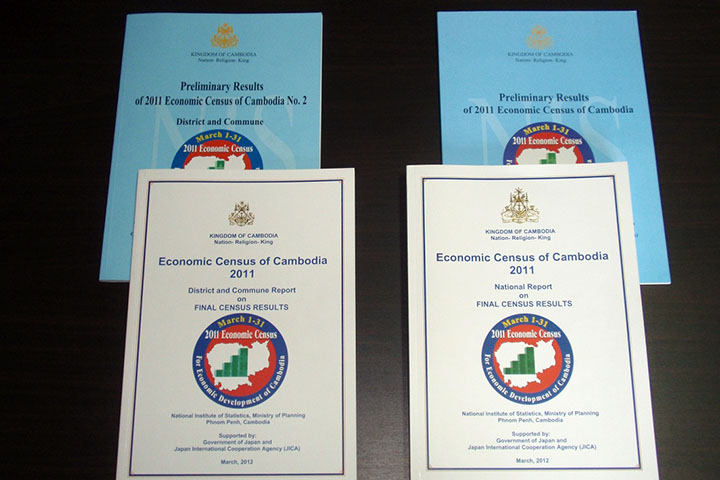 KINGDOM OF CAMBODIA
Nation- Religion- King
Preliminary Results
of 2011 Economic Census of Cambodia No. 2
District and Commune
March 1-31
2011 Economic Census
KINGDOM OF CAMBODIA
Nation- Religion- King
Preliminary Results
of 2011 Economic Census of Cambodia
March 1-31
2011 Economic Census
KINGDOM OF CAMBODIA
Nation- Religion- King
Economic Census of Cambodia
2011
District and Commune Report
on
FINAL CENSUS RESULTS
March 1-31
2011 Economic Census
For Economic Development of Cambodia
National Institute of Statistics, Ministry of Planning
Phnom Penh, Cambodia
Supported by:
Government of Japan and
Japan International Cooperation Agency (JICA)
March, 2012
KINGDOM OF CAMBODIA
Nation- Religion- King
Economic Census of Cambodia
2011
National Report
on
FINAL CENSUS RESULTS
March 1-31
2011 Economic Census
For Economic Development of Cambodia
National Institute of Statistics, Ministry of Planning
Phnom Penh, Cambodia
Supported by:
Government of Japan and
Japan International Cooperation Agency (JICA)
March, 2012